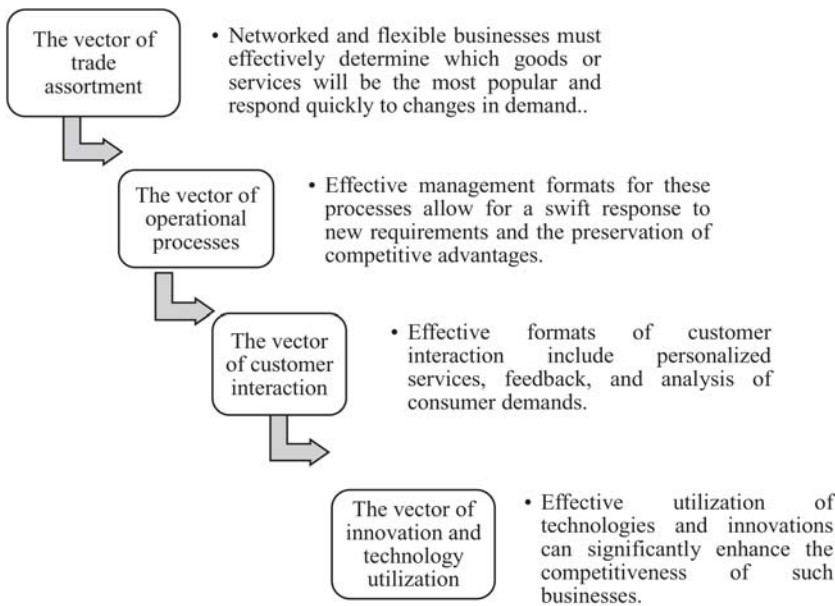 The vector of
trade
assortment
• Networked and flexible businesses must
effectively determine which goods or
services will be the most popular and
respond quickly to changes in demand..
The vector of
operational
processes
• Effective management formats for these
processes allow for a swift response to
new requirements and the preservation of
competitive advantages.
The vector
of customer
interaction
• Effective formats of customer
interaction include personalized
services, feedback, and analysis of
consumer demands.
The vector of
innovation and
technology
utilization
• Effective utilization of
technologies and innovations
can significantly enhance the
competitiveness of such
businesses.